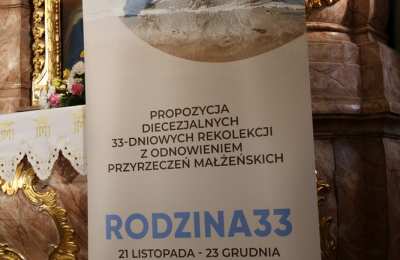 PROPOZYCJA
DIECEZJALNYCH
33-DNIOWYCH REKOLEKCJI
Z ODNOWIENIEM
PRZYRZECZEŃ MAŁŻEŃSKICH
RODZINA33
21 LISTOPADA - 23 GRUDNIA